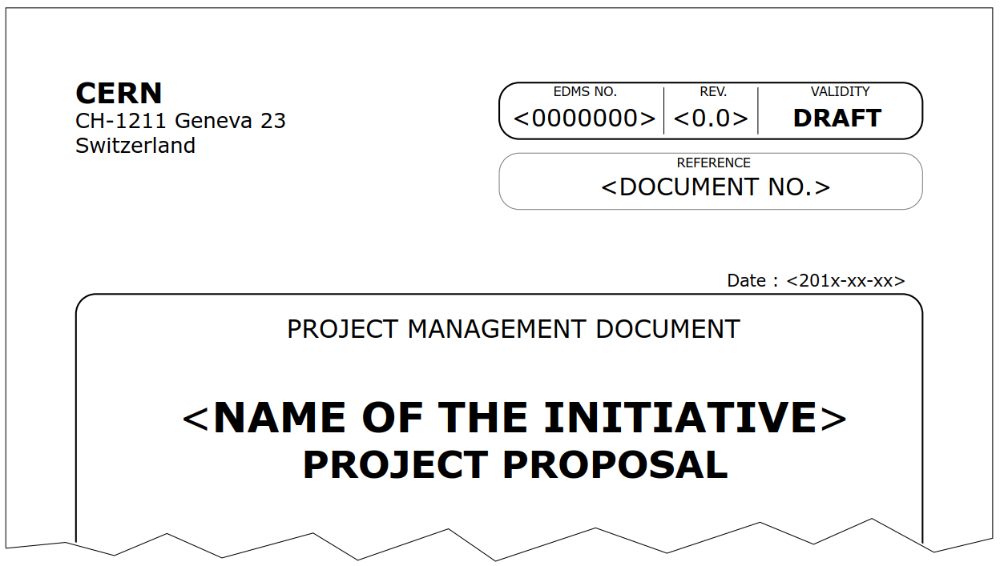 CERN
CH-1211 Geneva 23
Switzerland
EDMS NO. REV. VALIDITY
<0000000> <0.0> DRAFT
REFERENCE
<DOCUMENT NO.>
Date : <201x-xx-xx>
PROJECT MANAGEMENT DOCUMENT
<NAME OF THE INITIATIVE>
PROJECT PROPOSAL